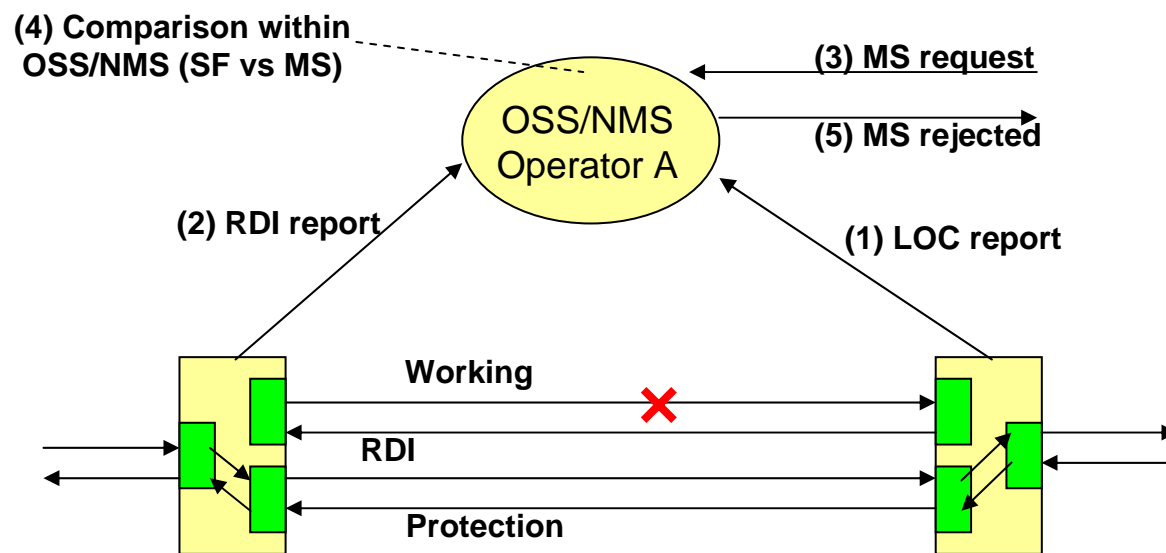 (4) Comparison within
OSS/NMS (SF vs MS)
(3) MS request
OSS/NMS
Operator A
(5) MS rejected
(2) RDI report
(1) LOC report
Working
RDI
Protection